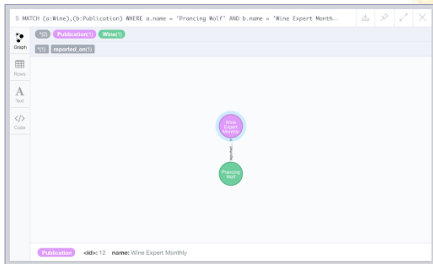 $ MATCH (a:Wine),(b:Publication) WHERE a.name = 'Prancing Wolf' AND b.name = 'Wine Expert Month…
*(2) Publication(1) Wine(1)
Graph
*(1) reported_on(1)
Rows
A
Text
</>
Code
Wine
Expert
Monthly
reported…
Prancing
Wolf
Publication <id>: 12 name: Wine Expert Monthly